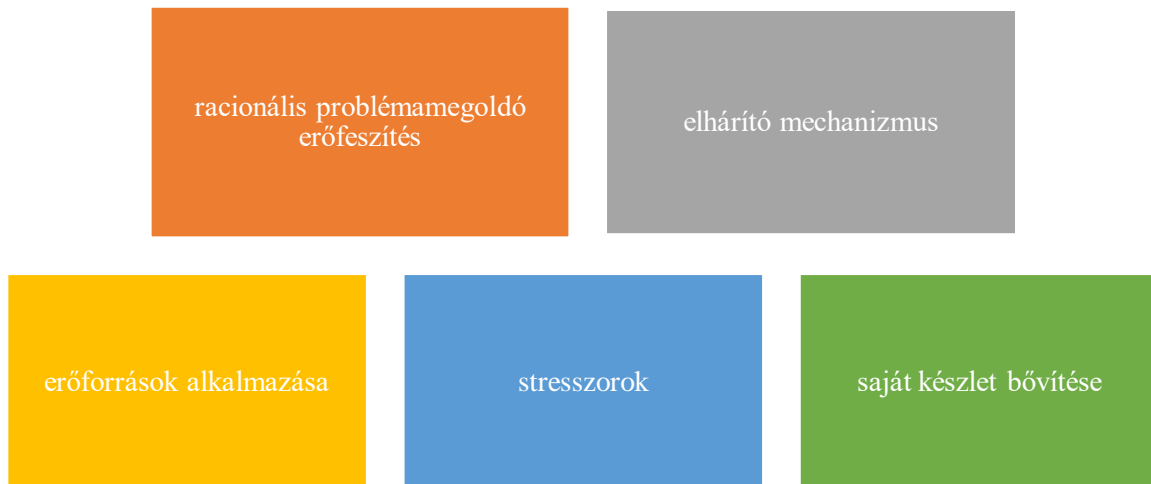 racionális problémamegoldó
erőfeszítés
elhárító mechanizmus
erőforrások alkalmazása
stresszorok
saját készlet bővítése